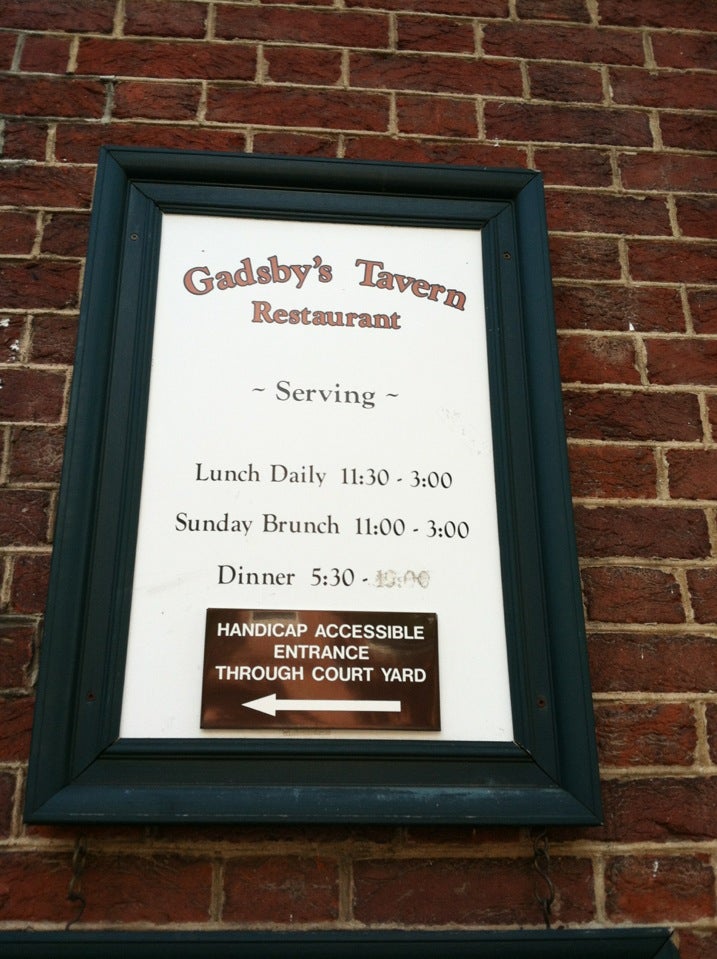 Gadsby's Tavern
Restaurant
~ Serving ~
Lunch Daily 11:30 - 3:00
Sunday Brunch 11:00 - 3:00
Dinner 5:30 -
HANDICAP ACCESSIBLE
ENTRANCE
THROUGH COURT YARD